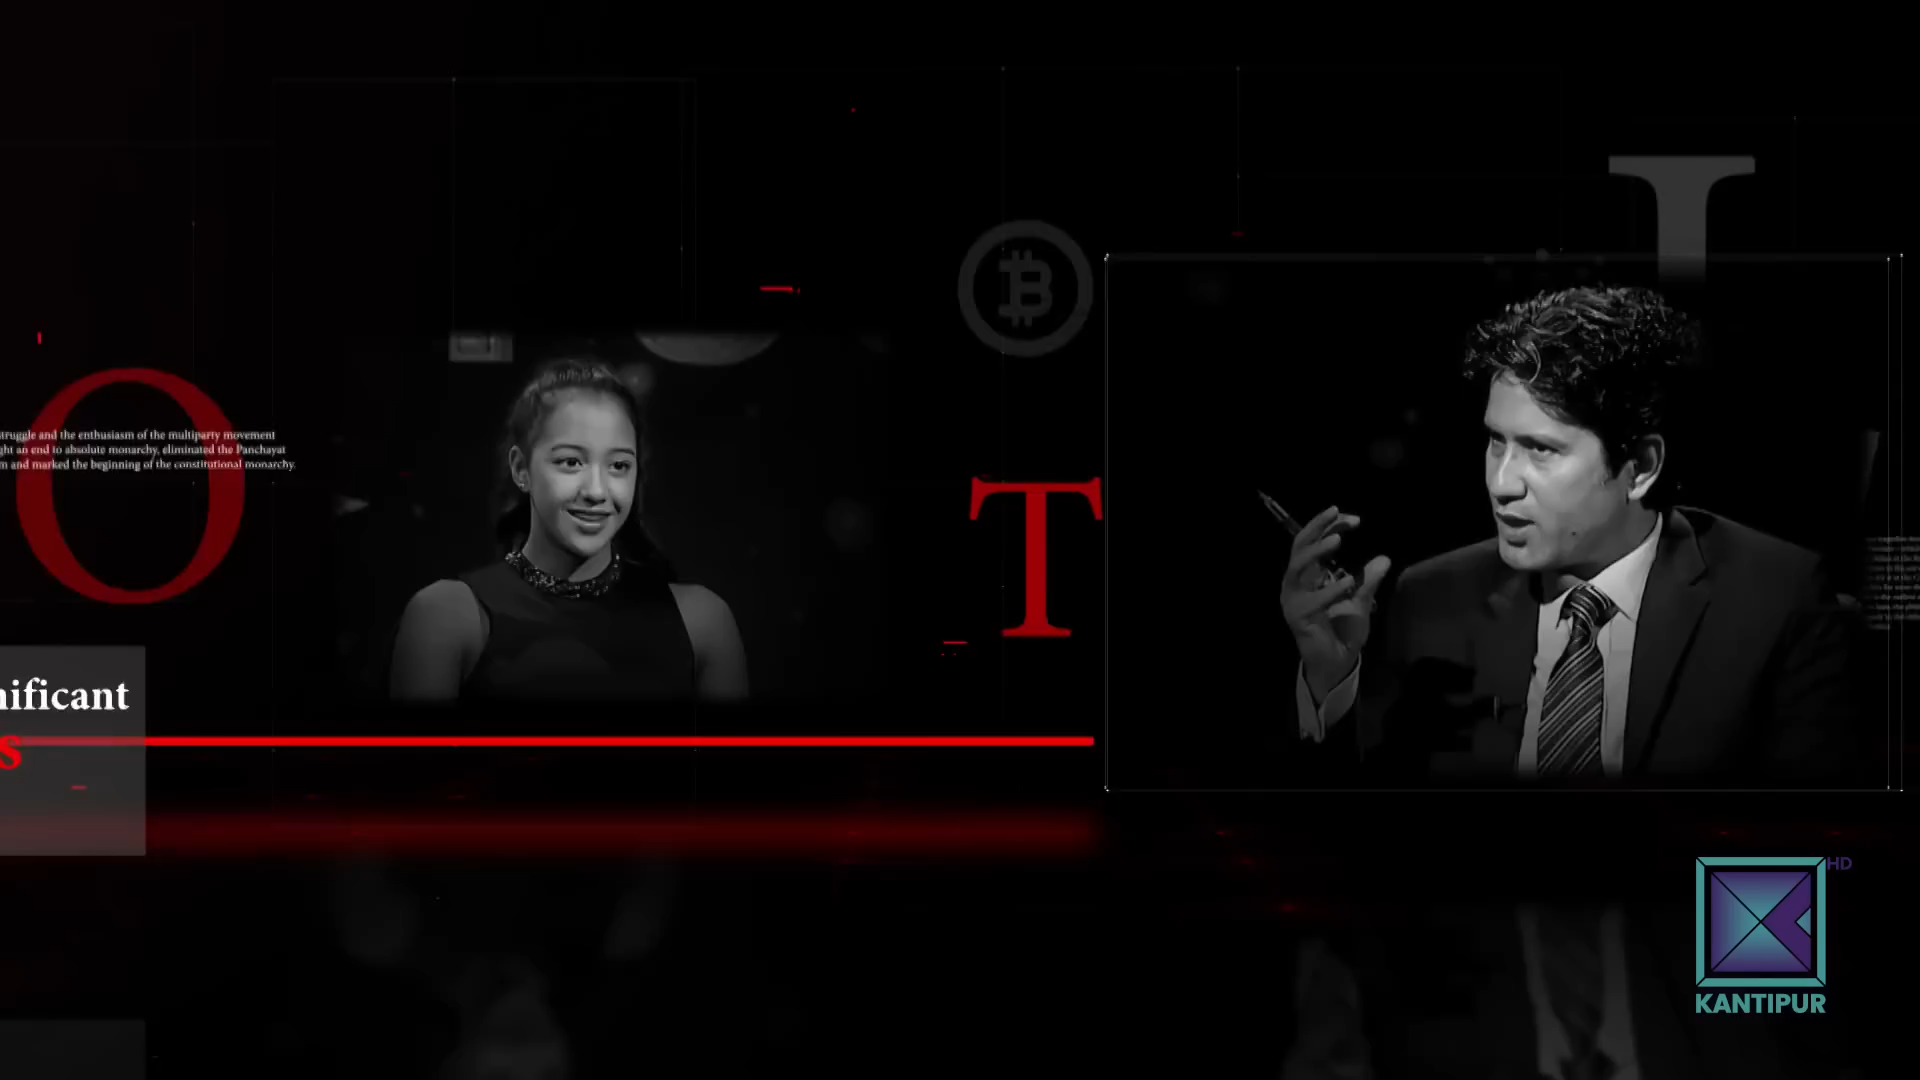 O
truggle and the enthusiasm of the multiparty movement
ght an end to absolute monarchy, eliminated the Panchayat
m and marked the beginning of the constitutional monarchy.
nificant
s
T
I
HD
KANTIPUR